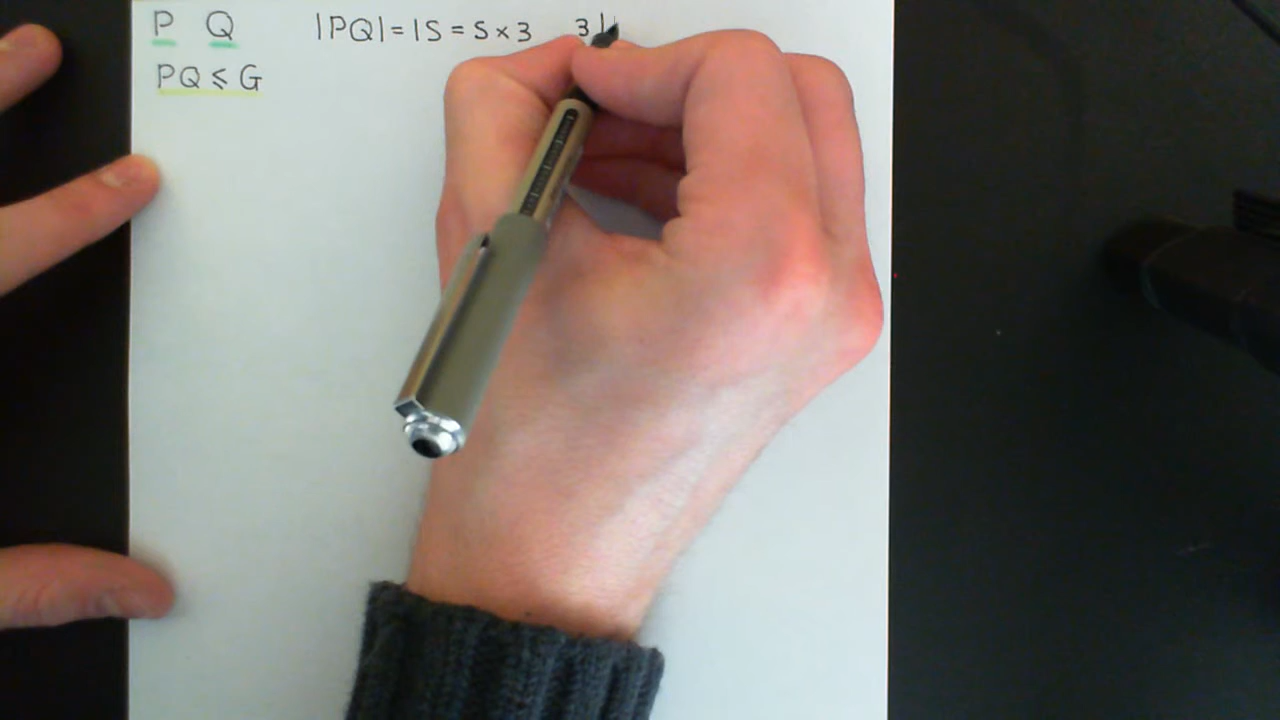 P Q |PQ| = 15 = 5 × 3 3∤
PQ ⩽ G